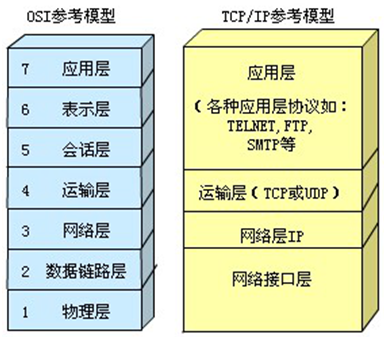 OSI参考模型
7 应用层
6 表示层
5 会话层
4 运输层
3 网络层
2 数据链路层
1 物理层
TCP/IP参考模型
应用层
(各种应用层协议如:
TELNET, FTP,
SMTP等
运输层(TCP或UDP)
网络层IP
网络接口层